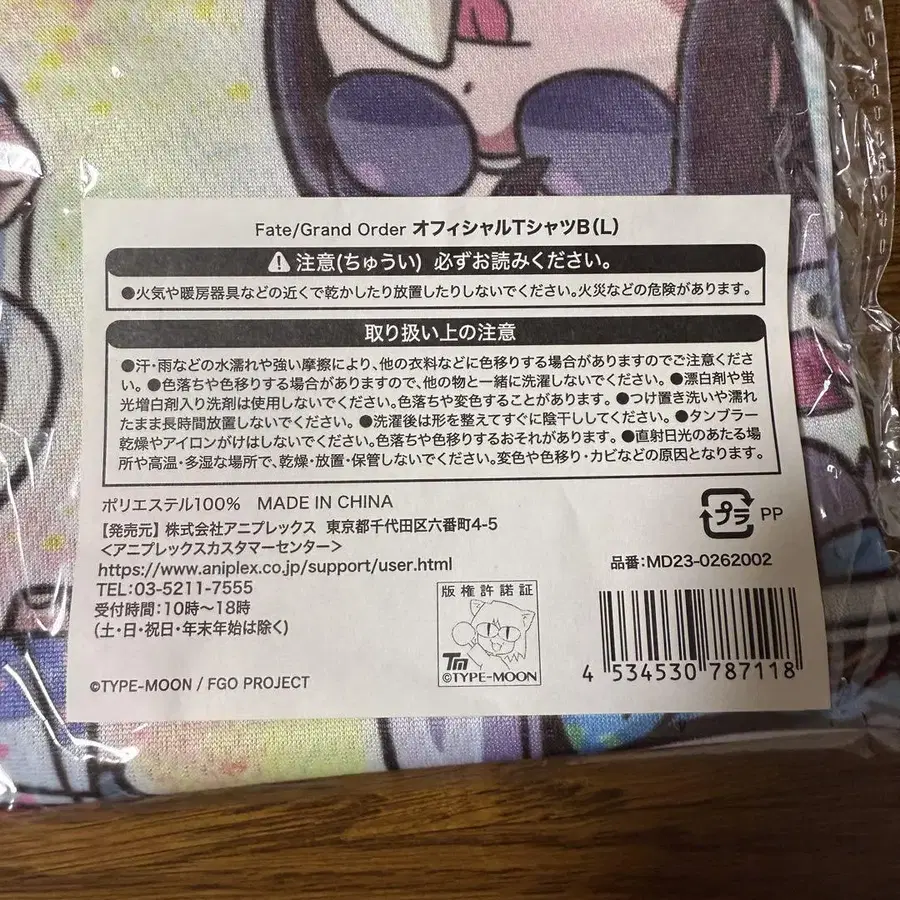 Fate/Grand Order オフィシャルTシャツB(L)
注意(ちゅうい) 必ずお読みください。
●火気や暖房器具などの近くで乾かしたり放置したりしないでください。火災などの危険があります。
取り扱い上の注意
●汗・雨などの水濡れや強い摩擦により、他の衣料などに色移りする場合がありますのでご注意くださ
い。●色落ちや色移りする場合がありますので、他の物と一緒に洗濯しないでください。●漂白剤や蛍
光増白剤入り洗剤は使用しないでください。色落ちや変色することがあります。●つけ置き洗いや濡れ
たまま長時間放置しないでください。●洗濯後は形を整えてすぐに陰干ししてください。●タンブラー
乾燥やアイロンがけはしないでください。色落ちや色移りするおそれがあります。●直射日光のあたる場
所や高温・多湿な場所で、乾燥・放置・保管しないでください。変色や色移り・カビなどの原因となります。
ポリエステル100% MADE IN CHINA
【発売元】株式会社アニプレックス 東京都千代田区六番町4-5
<アニプレックスカスタマーセンター>
https://www.aniplex.co.jp/support/user.html
TEL:03-5211-7555
受付時間:10時〜18時
(土・日・祝日・年末年始は除く)
©TYPE-MOON / FGO PROJECT
版権許諾証
TM
©TYPE-MOON
プラ PP
品番:MD23-0262002
4 534530 787118